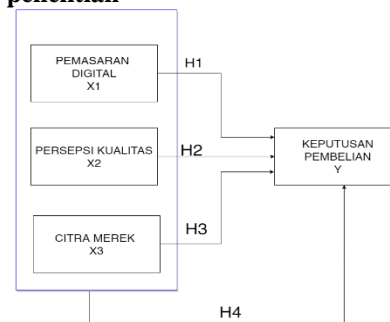 penelitian
PEMASARAN
DIGITAL
X1
H1
PERSEPSI KUALITAS
X2
H2
KEPUTUSAN
PEMBELIAN
Y
CITRA MEREK
X3
H3
H4